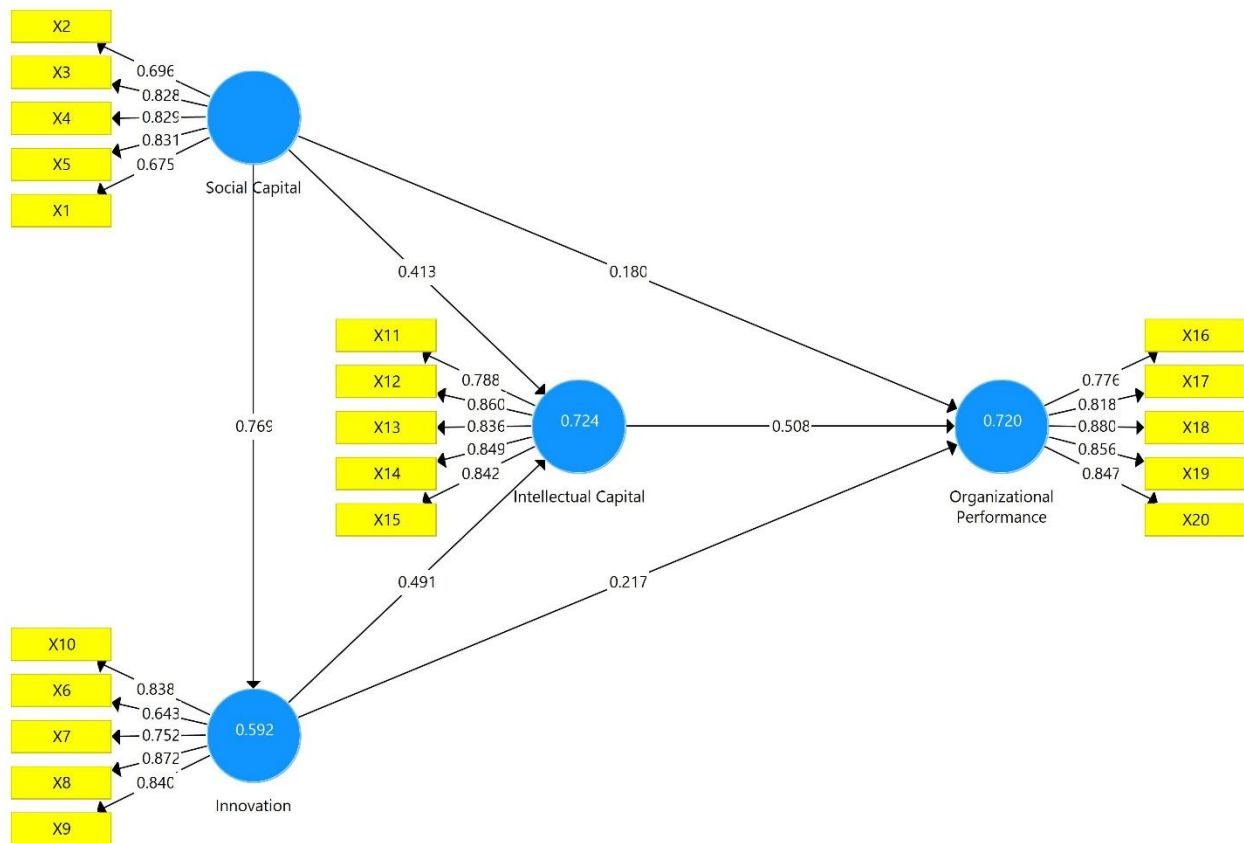 X2
X3
X4
X5
X1
0.696
0.828
0.829
0.831
0.675
Social Capital
0.413
0.180
0.769
X11
X12
X13
X14
X15
0.788
0.860
0.836
0.849
0.842
0.724
Intellectual Capital
0.508
0.720
Organizational
Performance
0.776
0.818
0.880
0.856
0.847
X16
X17
X18
X19
X20
0.491
0.217
X10
X6
X7
X8
X9
0.838
0.643
0.752
0.872
0.840
0.592
Innovation